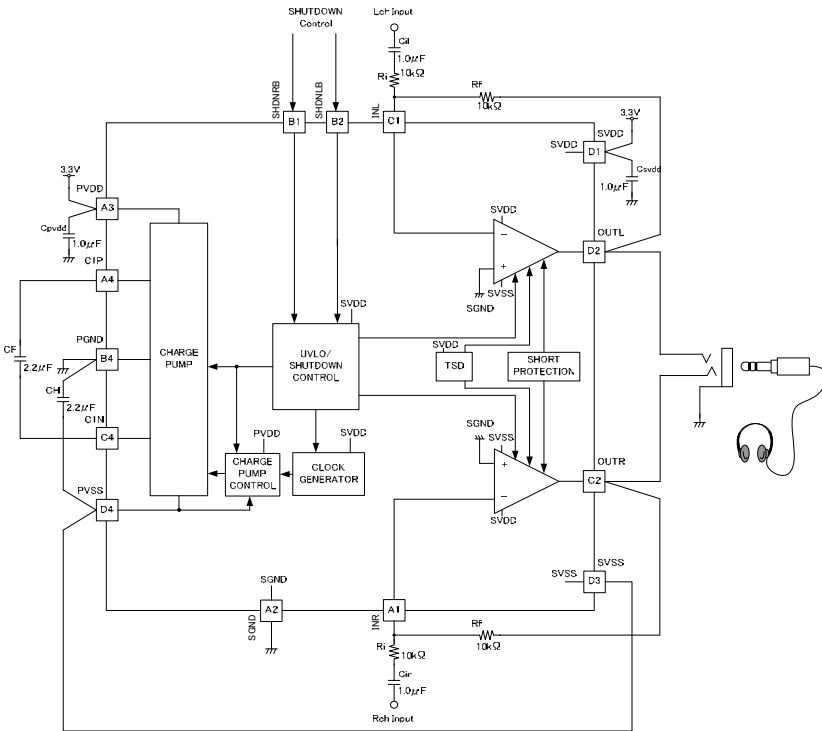 SHUTDOWN
Control
Lch Input
Cil
1.0μF
Ri
10kΩ
Rf
10kΩ
SHDNRB
SHDNLB
INL
B1
B2
C1
3.3V
SVDD
SVDD
D1
Csvdd
1.0μF
3.3V
PVDD
A3
Cpvdd
1.0μF
C1P
A4
SVDD
D2
OUTL
SVSS
SGND
PGND
B4
CF
2.2μF
CH
2.2μF
C1N
C4
CHARGE
PUMP
SVDD
UVLO/
SHUTDOWN
CONTROL
SVDD
TSD
SHORT
PROTECTION
SGND
SVSS
OUTR
C2
PVDD
SVDD
CHARGE
PUMP
CONTROL
CLOCK
GENERATOR
PVSS
D4
SVDD
SVSS
SVSS
D3
SGND
A2
SGND
A1
INR
Rf
10kΩ
Ri
10kΩ
Cir
1.0μF
Rch Input